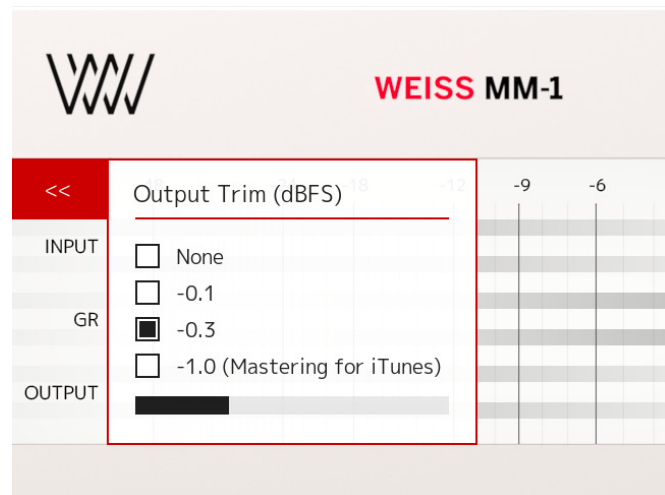 WEISS MM-1
<<
Output Trim (dBFS)
-18
-12
-9
-6
INPUT
None
-0.1
GR
-0.3
-1.0 (Mastering for iTunes)
OUTPUT